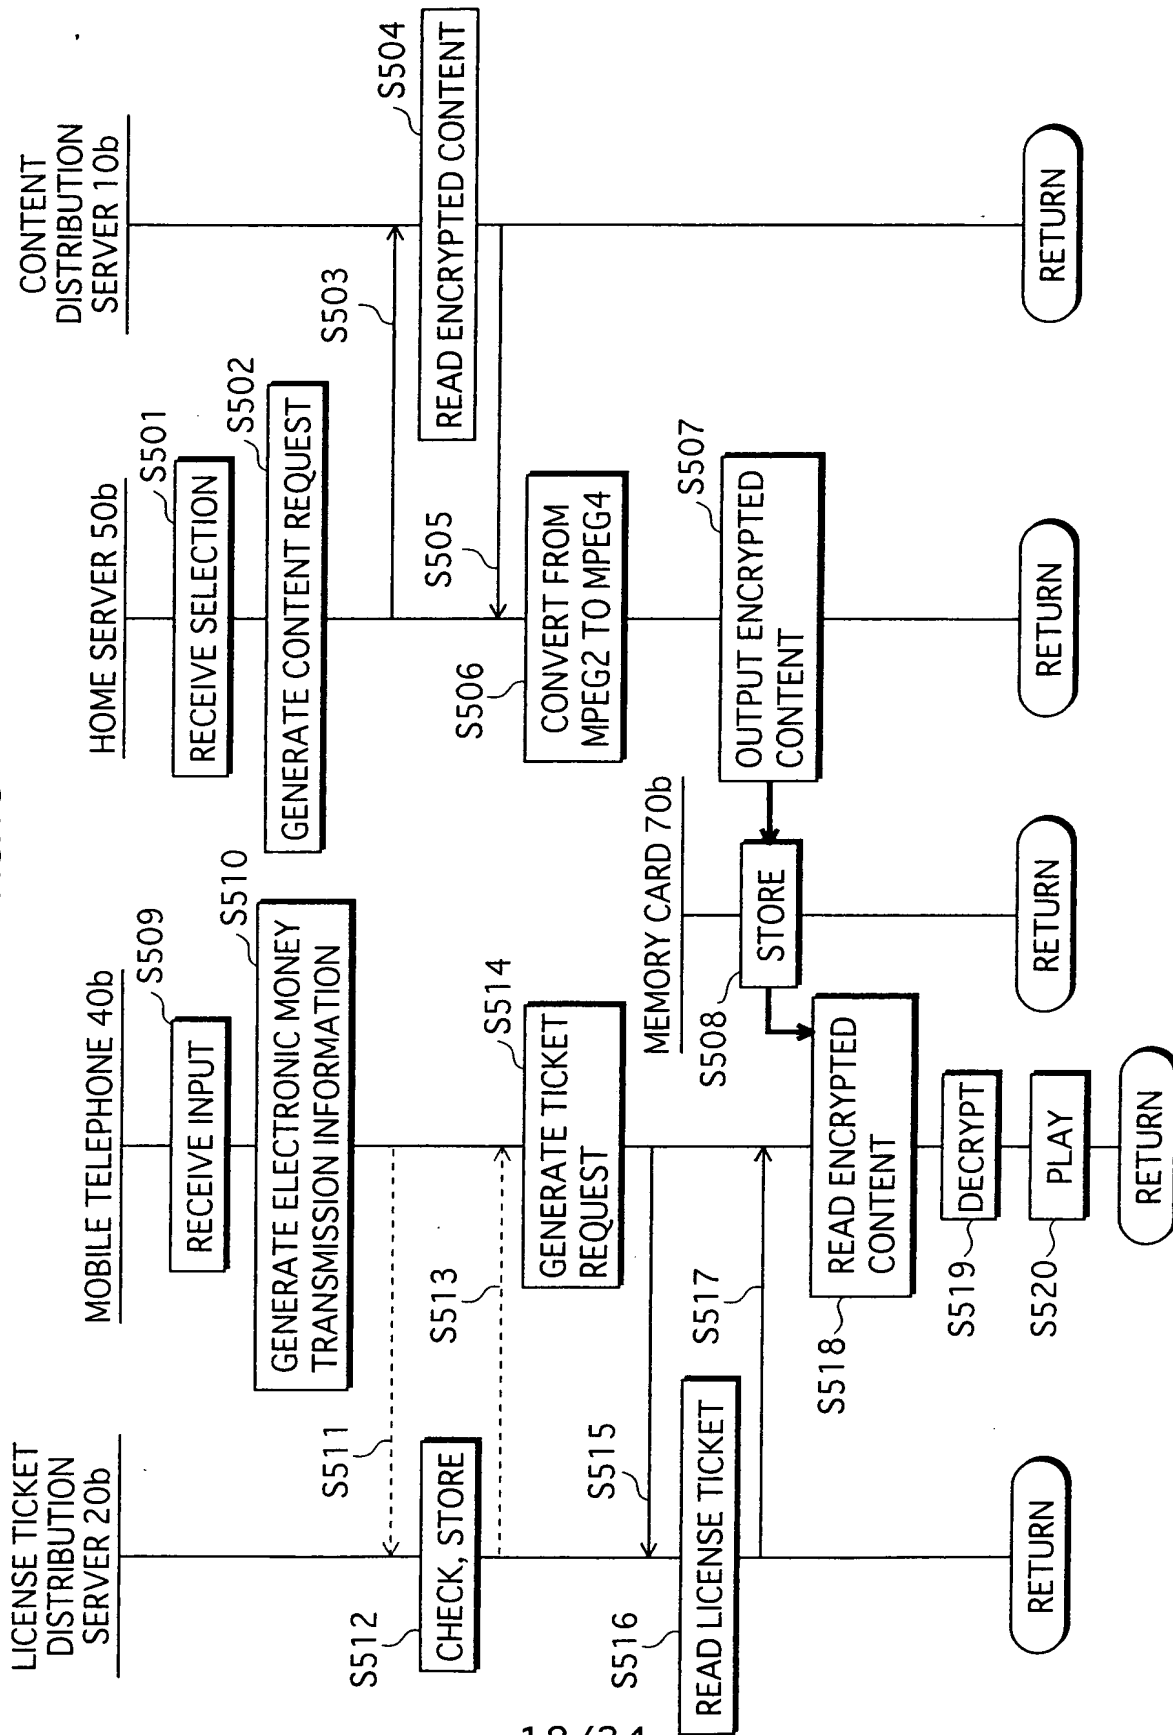 LICENSE TICKET
DISTRIBUTION
SERVER 20b
MOBILE TELEPHONE 40b
HOME SERVER 50b
CONTENT
DISTRIBUTION
SERVER 10b
S509
RECEIVE INPUT
S501
RECEIVE SELECTION
S510
GENERATE ELECTRONIC MONEY
TRANSMISSION INFORMATION
S502
GENERATE CONTENT REQUEST
S511
S503
S512
CHECK, STORE
S504
READ ENCRYPTED CONTENT
S513
S505
S514
GENERATE TICKET
REQUEST
S506
CONVERT FROM
MPEG2 TO MPEG4
S515
MEMORY CARD 70b
S516
READ LICENSE TICKET
S507
OUTPUT ENCRYPTED
CONTENT
S517
S508
STORE
S518
READ ENCRYPTED
CONTENT
S519
DECRYPT
S520
PLAY
RETURN
RETURN
RETURN
RETURN
RETURN